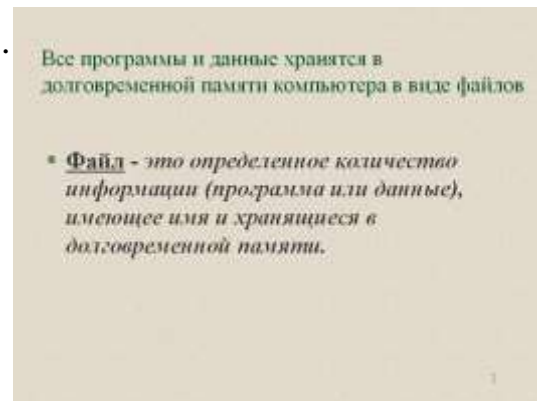 Все программы и данные хранятся в
долговременной памяти компьютера в виде файлов
Файл - это определенное количество
информации (программа или данные),
имеющее имя и хранящиеся в
долговременной памяти.